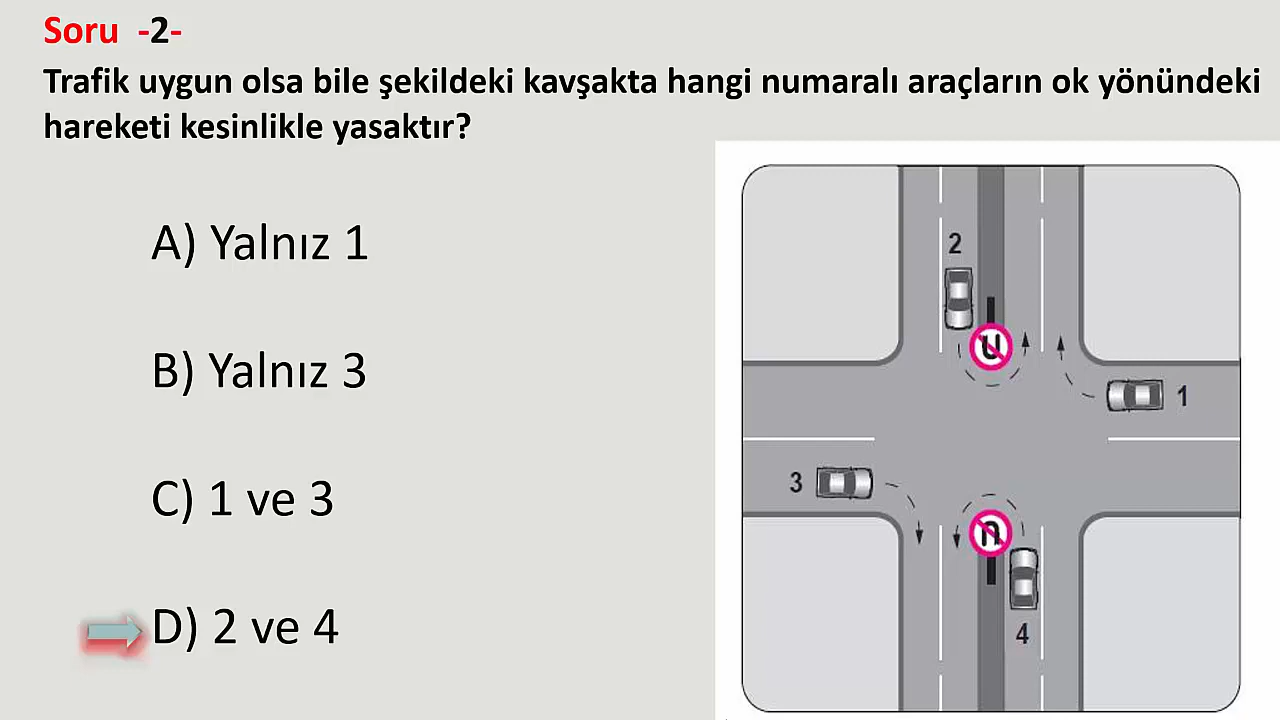 Soru -2-
Trafik uygun olsa bile şekildeki kavşakta hangi numaralı araçların ok yönündeki
hareketi kesinlikle yasaktır?
A) Yalnız 1
B) Yalnız 3
C) 1 ve 3
D) 2 ve 4
2
U
1
3
U
4